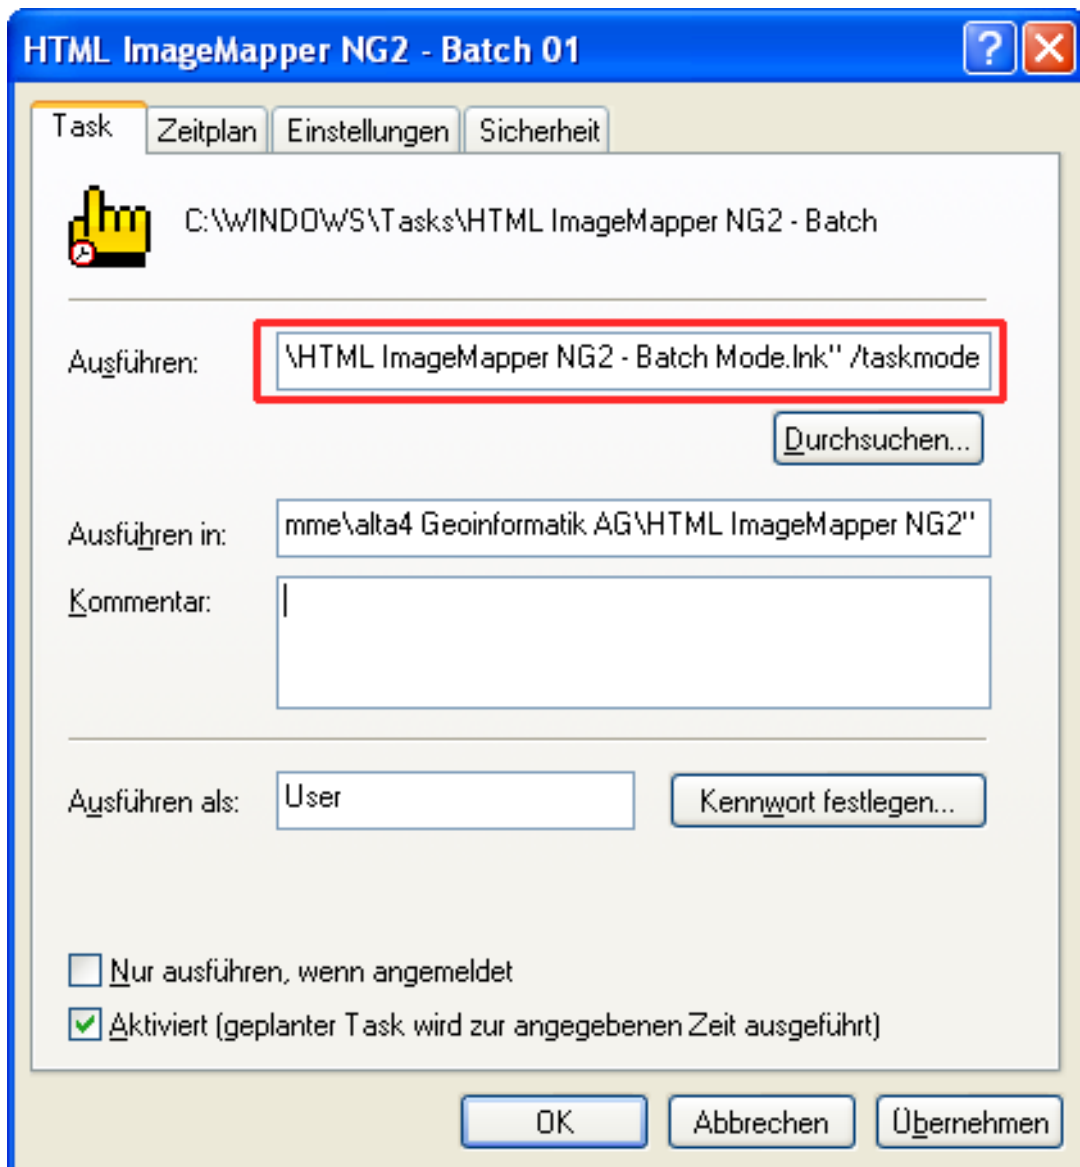 HTML ImageMapper NG2 - Batch 01
?
Task Zeitplan Einstellungen Sicherheit
C:\WINDOWS\Tasks\HTML ImageMapper NG2 - Batch
Ausführen: \HTML ImageMapper NG2 - Batch Mode.lnk" /taskmode
Durchsuchen...
Ausführen in: mme\alta4 Geoinformatik AG\HTML ImageMapper NG2"
Kommentar:
Ausführen als: User Kennwort festlegen...
Nur ausführen, wenn angemeldet
Aktiviert (geplanter Task wird zur angegebenen Zeit ausgeführt)
OK Abbrechen Übernehmen